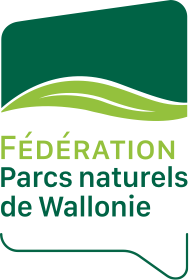 FÉDÉRATION
Parcs naturels
de Wallonie